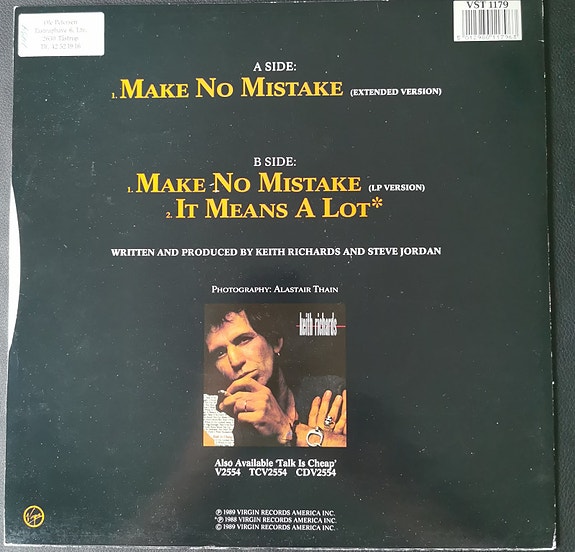 VST 1179
A SIDE:
1. MAKE NO MISTAKE (EXTENDED VERSION)
B SIDE:
1. MAKE NO MISTAKE (LP VERSION)
2. IT MEANS A LOT*
WRITTEN AND PRODUCED BY KEITH RICHARDS AND STEVE JORDAN
PHOTOGRAPHY: ALASTAIR THAIN
keith richards
Also Available 'Talk Is Cheap'
V2554 TCV2554 CDV2554
Virgin
℗ 1989 VIRGIN RECORDS AMERICA INC.
*℗ 1988 VIRGIN RECORDS AMERICA INC.
© 1989 VIRGIN RECORDS AMERICA INC.